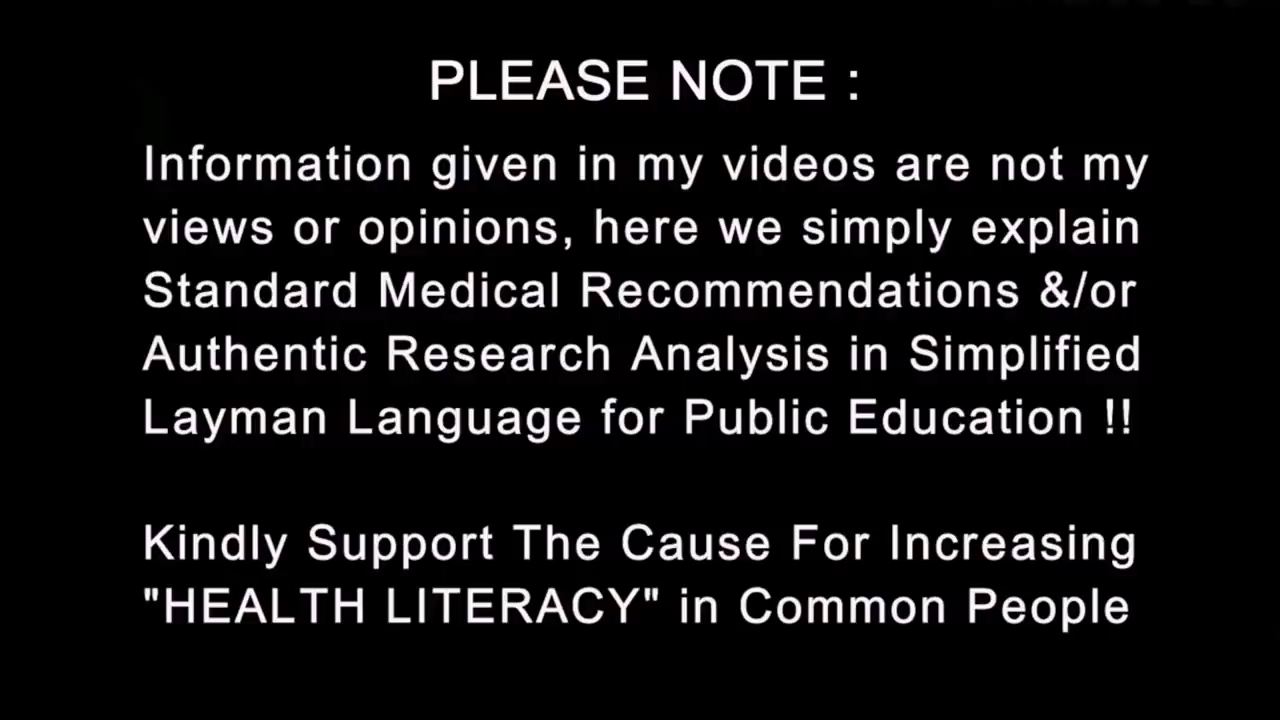 PLEASE NOTE :
Information given in my videos are not my
views or opinions, here we simply explain
Standard Medical Recommendations &/or
Authentic Research Analysis in Simplified
Layman Language for Public Education !!
Kindly Support The Cause For Increasing
"HEALTH LITERACY" in Common People